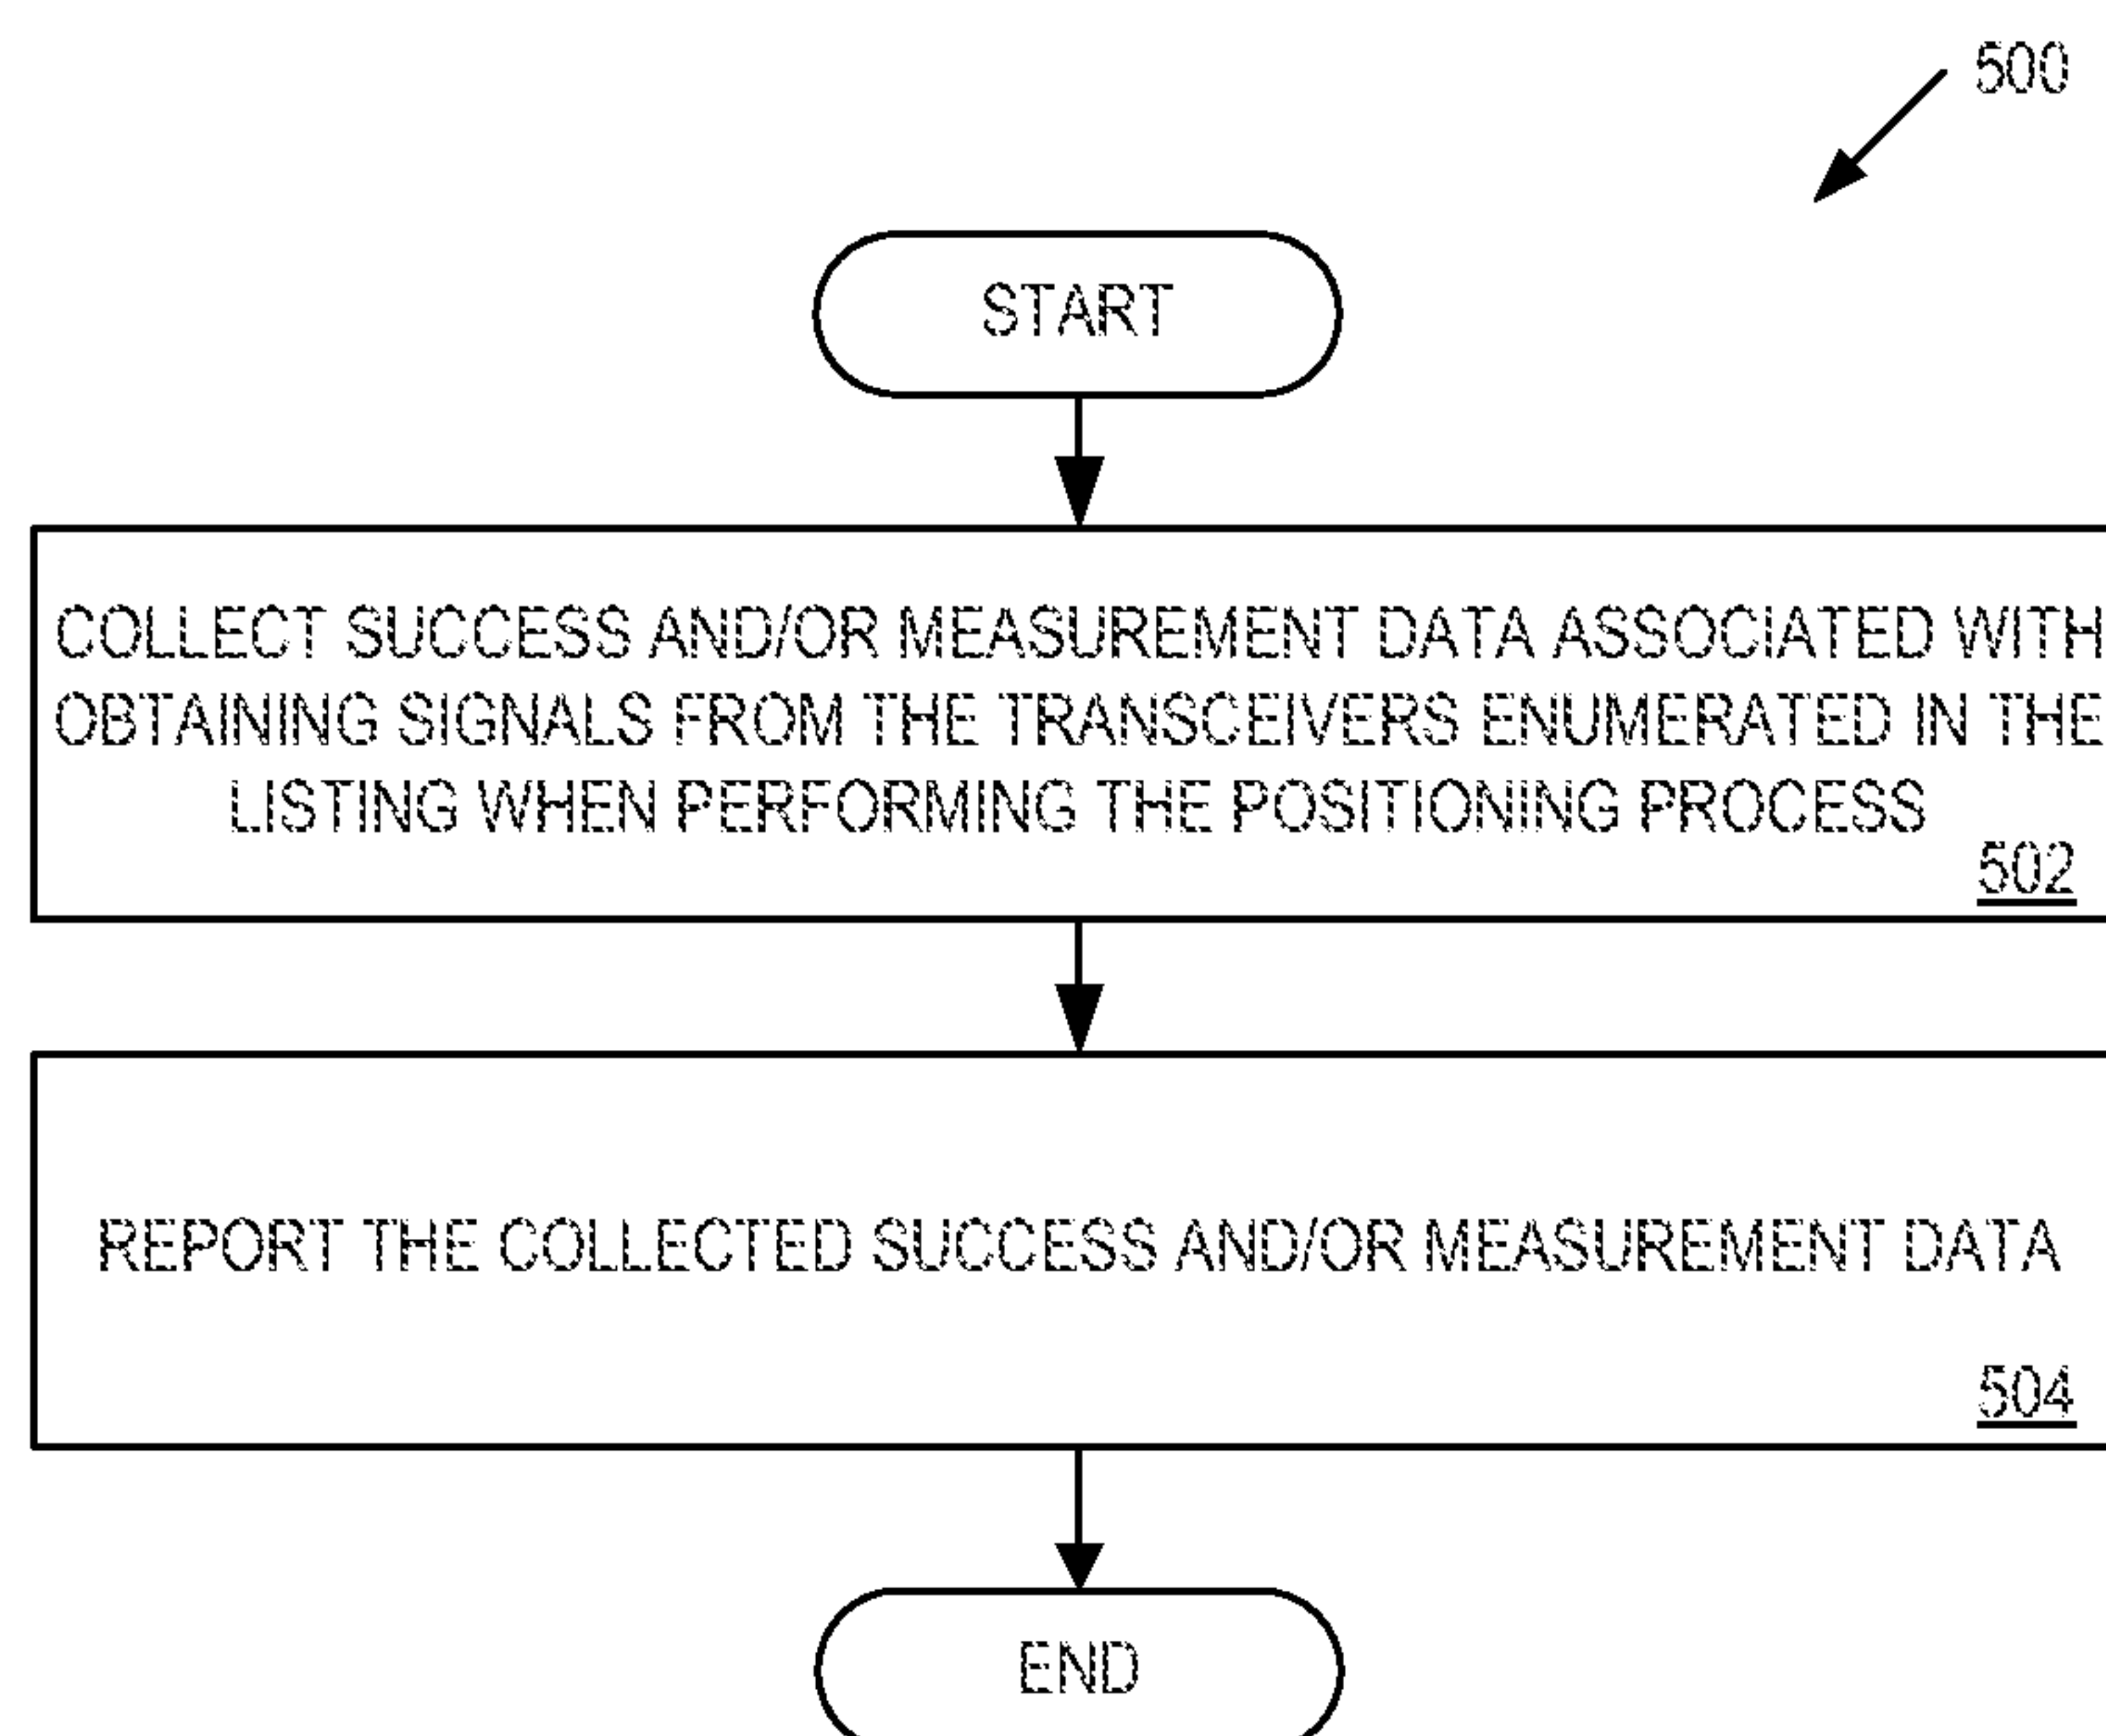 500
START
COLLECT SUCCESS AND/OR MEASUREMENT DATA ASSOCIATED WITH
OBTAINING SIGNALS FROM THE TRANSCEIVERS ENUMERATED IN THE
LISTING WHEN PERFORMING THE POSITIONING PROCESS
502
REPORT THE COLLECTED SUCCESS AND/OR MEASUREMENT DATA
504
END